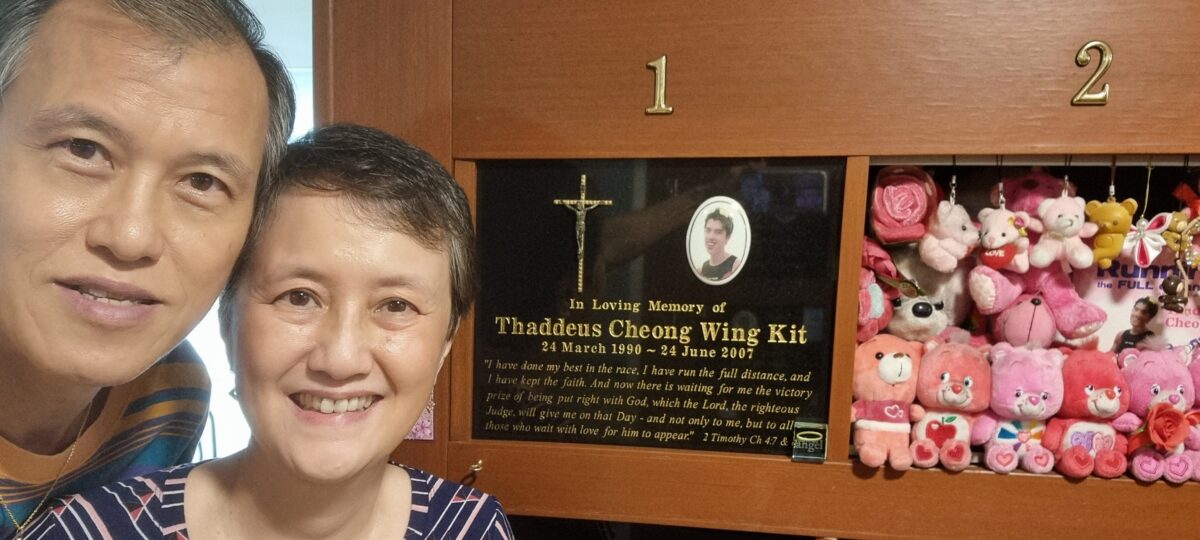 1
2
In Loving Memory of
Thaddeus Cheong Wing Kit
24 March 1990 ~ 24 June 2007
"I have done my best in the race, I have run the full distance, and
I have kept the faith. And now there is waiting for me the victory
prize of being put right with God, which the Lord, the righteous
Judge, will give me on that Day - and not only to me, but to all
those who wait with love for him to appear." 2 Timothy Ch 4:7 &
angel
LOVE
Runn
the FULL
Cheo